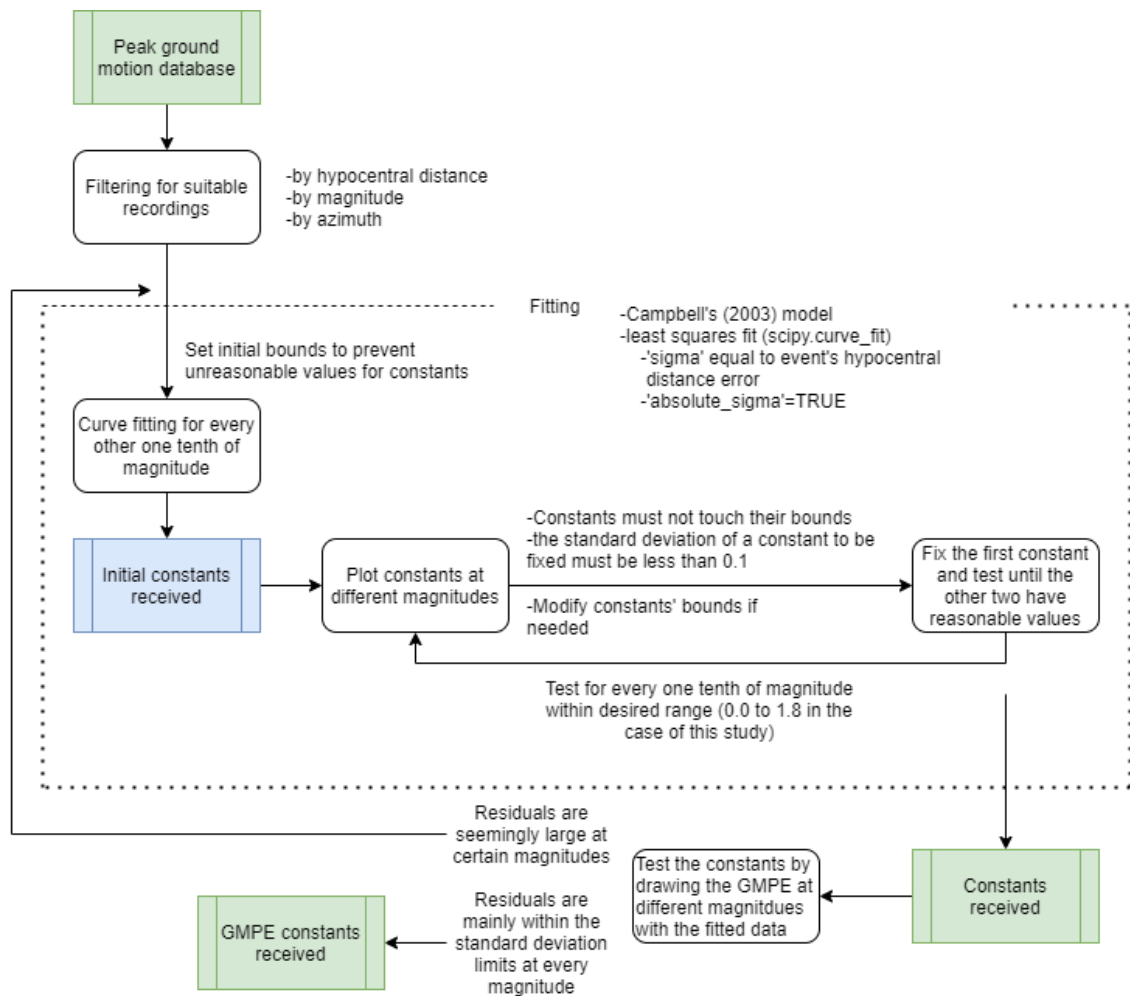 Peak ground
motion database
Filtering for suitable
recordings
-by hypocentral distance
-by magnitude
-by azimuth
Fitting
-Campbell's (2003) model
-least squares fit (scipy.curve_fit)
-'sigma' equal to event's hypocentral
distance error
-'absolute_sigma'=TRUE
Set initial bounds to prevent
unreasonable values for constants
Curve fitting for every
other one tenth of
magnitude
Initial constants
received
Plot constants at
different magnitudes
-Constants must not touch their bounds
-the standard deviation of a constant to be
fixed must be less than 0.1
-Modify constants' bounds if
needed
Fix the first constant
and test until the
other two have
reasonable values
Test for every one tenth of magnitude
within desired range (0.0 to 1.8 in the
case of this study)
Residuals are
seemingly large at
certain magnitudes
Constants
received
Test the constants by
drawing the GMPE at
different magnitdues
with the fitted data
Residuals are
mainly within the
standard deviation
limits at every
magnitude
GMPE constants
received